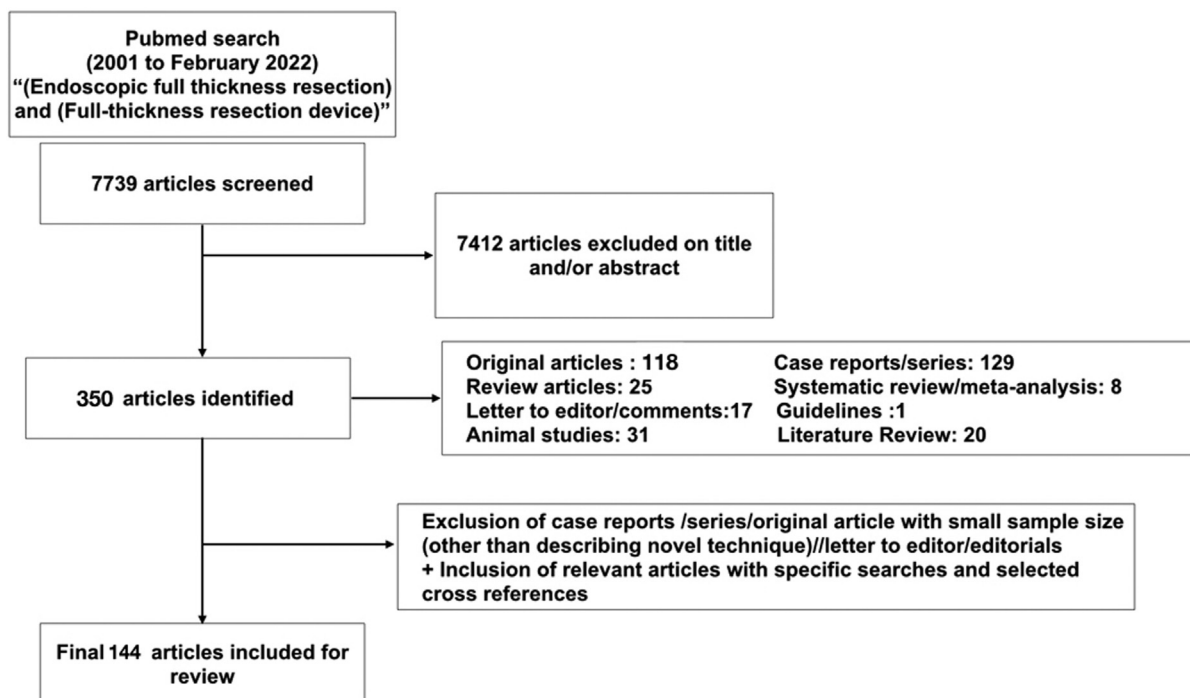 Pubmed search
(2001 to February 2022)
“(Endoscopic full thickness resection)
and (Full-thickness resection device)”
7739 articles screened
7412 articles excluded on title
and/or abstract
350 articles identified
Original articles : 118 Case reports/series: 129
Review articles: 25 Systematic review/meta-analysis: 8
Letter to editor/comments:17 Guidelines :1
Animal studies: 31 Literature Review: 20
Exclusion of case reports /series/original article with small sample size
(other than describing novel technique)//letter to editor/editorials
+ Inclusion of relevant articles with specific searches and selected
cross references
Final 144 articles included for
review